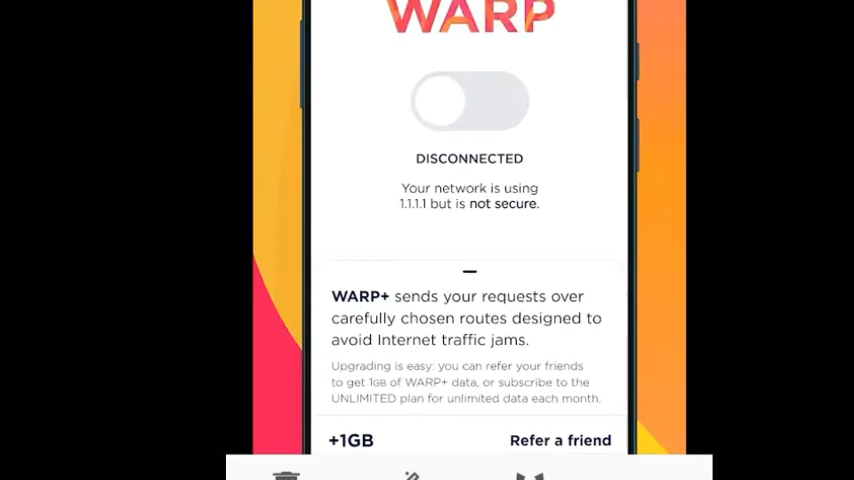 WARP
DISCONNECTED
Your network is using
1.1.1.1 but is not secure.
WARP+ sends your requests over
carefully chosen routes designed to
avoid Internet traffic jams.
Upgrading is easy: you can refer your friends
to get 1GB of WARP+ data, or subscribe to the
UNLIMITED plan for unlimited data each month.
+1GB Refer a friend